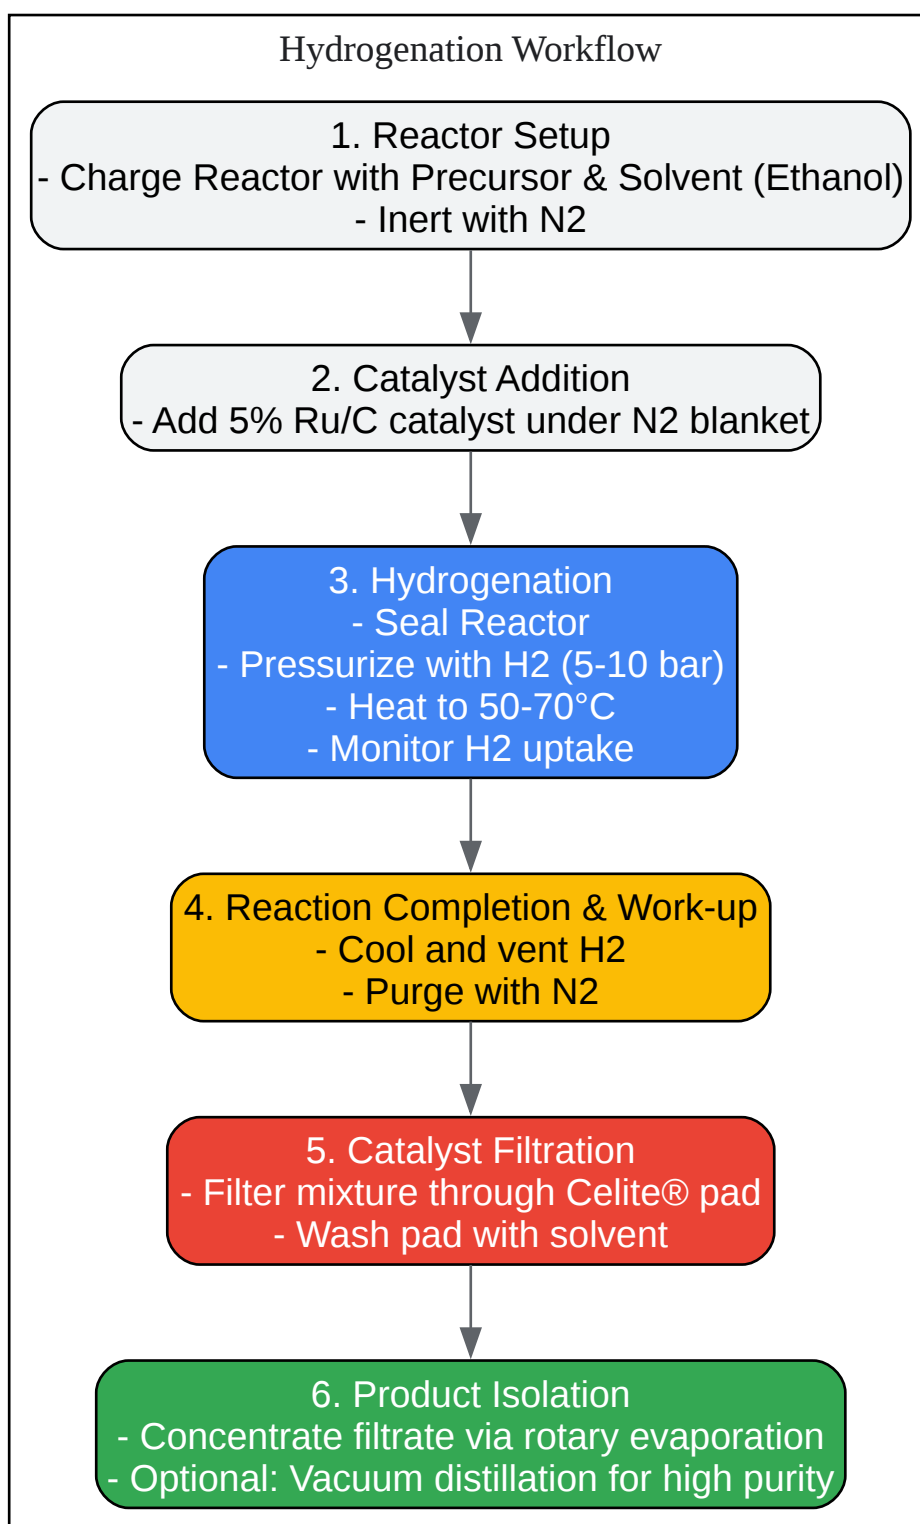 Hydrogenation Workflow
1. Reactor Setup
- Charge Reactor with Precursor & Solvent (Ethanol)
- Inert with N2
2. Catalyst Addition
- Add 5% Ru/C catalyst under N2 blanket
3. Hydrogenation
- Seal Reactor
- Pressurize with H2 (5-10 bar)
- Heat to 50-70°C
- Monitor H2 uptake
4. Reaction Completion & Work-up
- Cool and vent H2
- Purge with N2
5. Catalyst Filtration
- Filter mixture through Celite® pad
- Wash pad with solvent
6. Product Isolation
- Concentrate filtrate via rotary evaporation
- Optional: Vacuum distillation for high purity